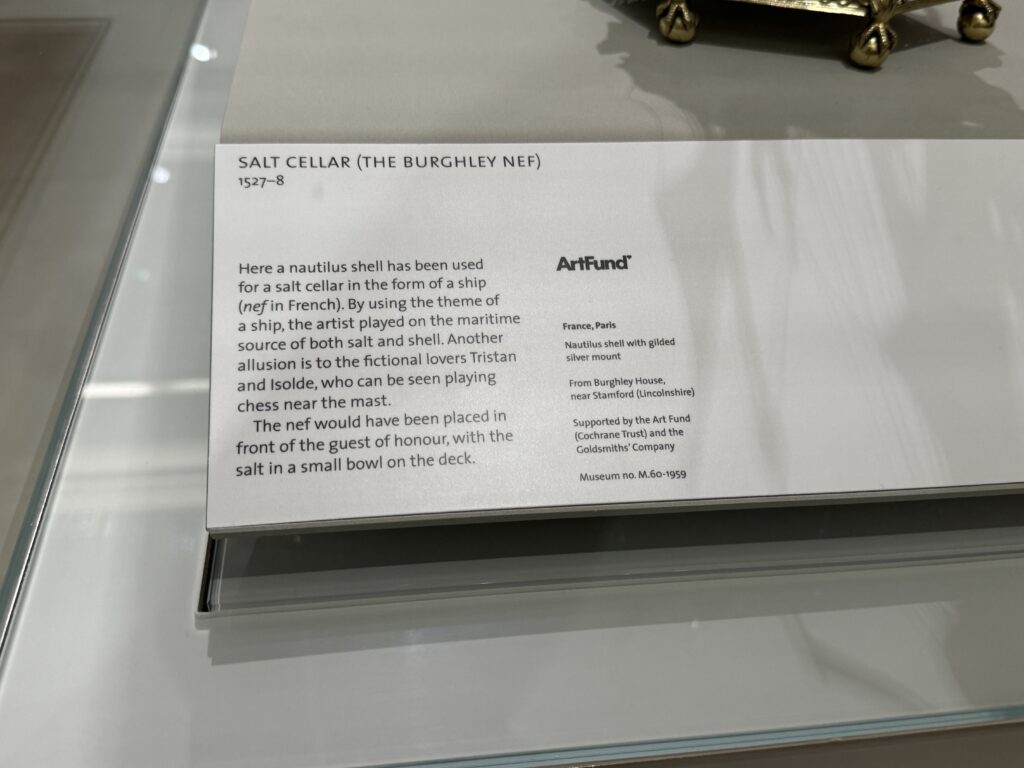 SALT CELLAR (THE BURGHLEY NEF)
1527–8
Here a nautilus shell has been used
for a salt cellar in the form of a ship
(nef in French). By using the theme of
a ship, the artist played on the maritime
source of both salt and shell. Another
allusion is to the fictional lovers Tristan
and Isolde, who can be seen playing
chess near the mast.
The nef would have been placed in
front of the guest of honour, with the
salt in a small bowl on the deck.
ArtFund
France, Paris
Nautilus shell with gilded
silver mount
From Burghley House,
near Stamford (Lincolnshire)
Supported by the Art Fund
(Cochrane Trust) and the
Goldsmiths' Company
Museum no. M.60-1959